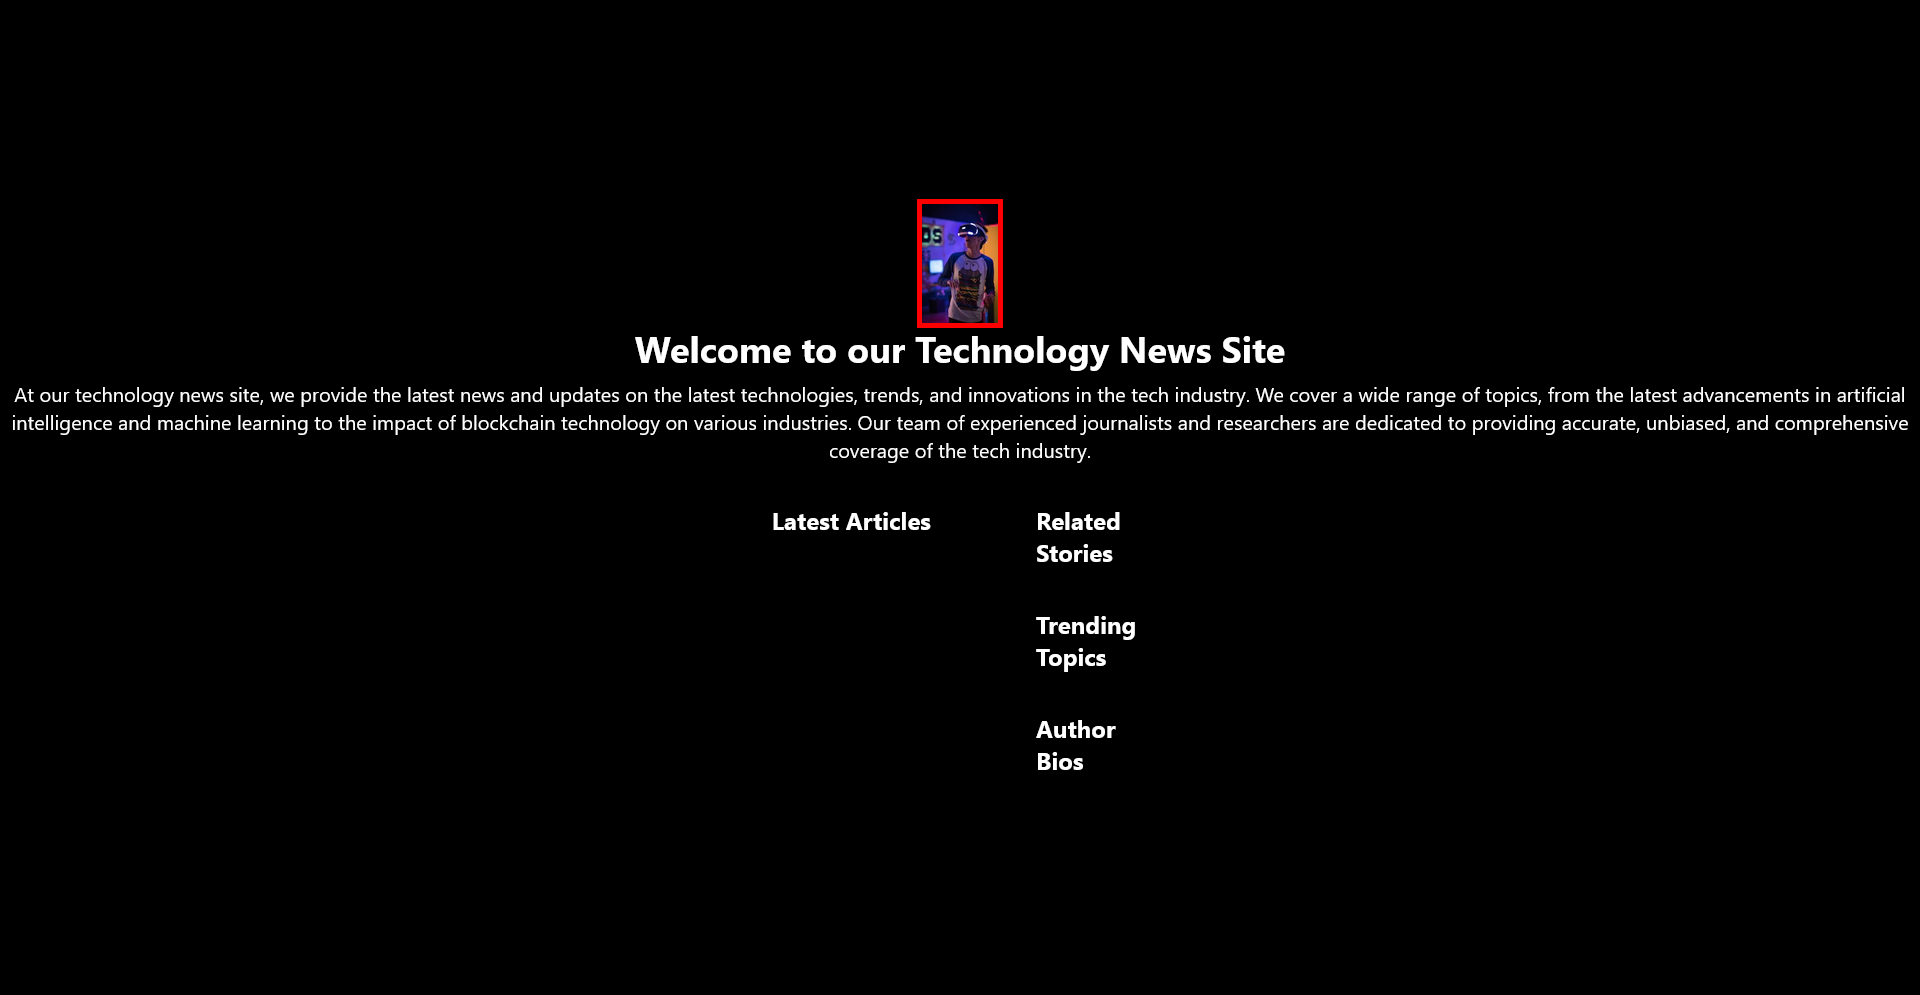 Welcome to our Technology News Site
At our technology news site, we provide the latest news and updates on the latest technologies, trends, and innovations in the tech industry. We cover a wide range of topics, from the latest advancements in artificial
intelligence and machine learning to the impact of blockchain technology on various industries. Our team of experienced journalists and researchers are dedicated to providing accurate, unbiased, and comprehensive
coverage of the tech industry.
Latest Articles
Related
Stories
Trending
Topics
Author
Bios